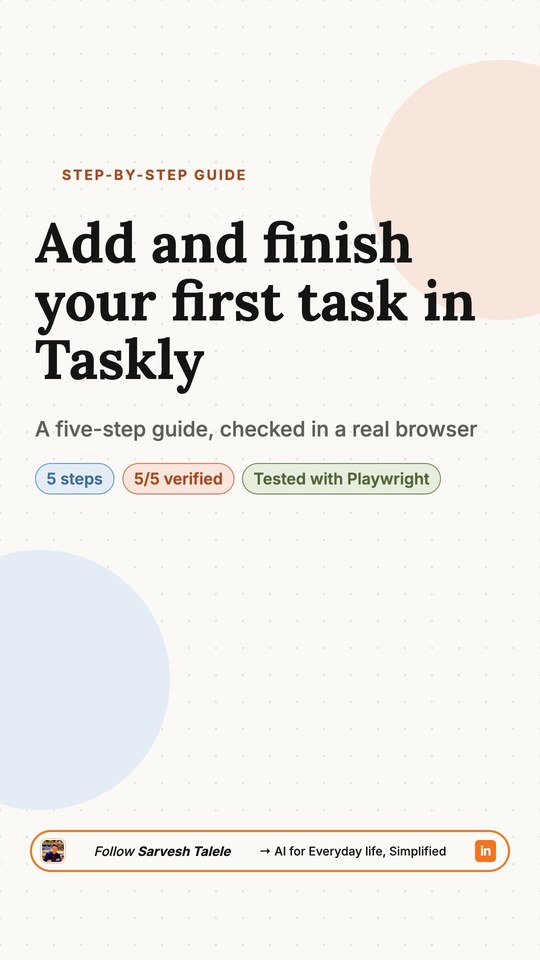 STEP-BY-STEP GUIDE
Add and finish
your first task in
Taskly
A five-step guide, checked in a real browser
5 steps 5/5 verified Tested with Playwright
Follow Sarvesh Talele → AI for Everyday life, Simplified in